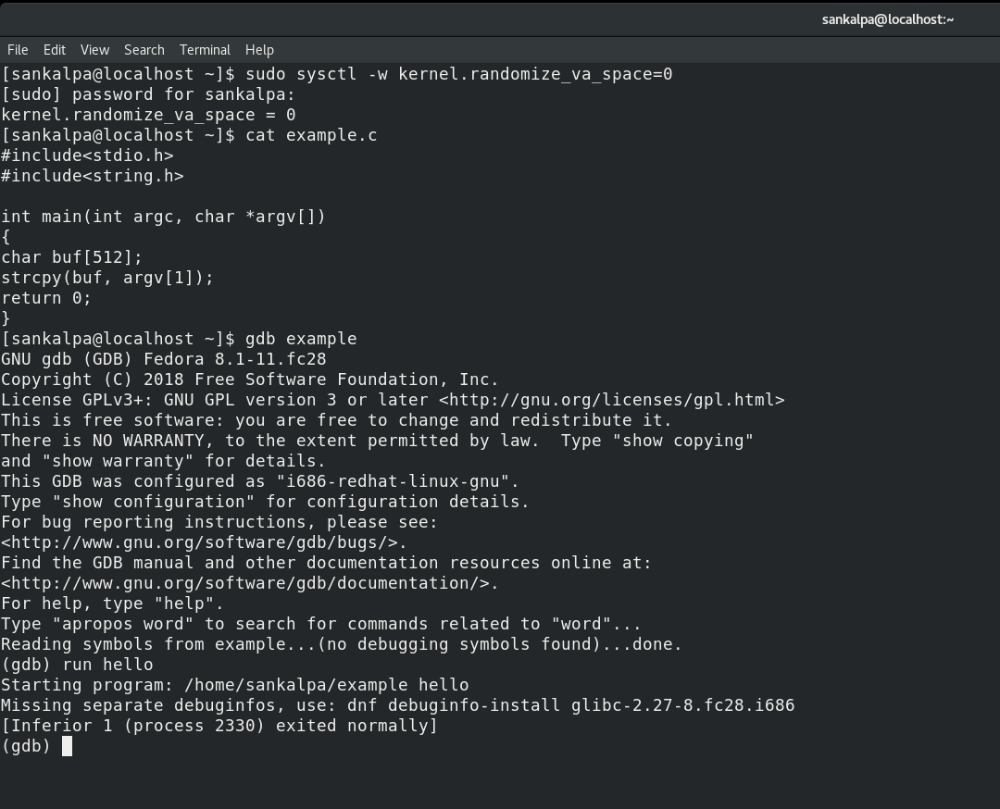 sankalpa@localhost:~
File Edit View Search Terminal Help
[sankalpa@localhost ~]$ sudo sysctl -w kernel.randomize_va_space=0
[sudo] password for sankalpa:
kernel.randomize_va_space = 0
[sankalpa@localhost ~]$ cat example.c
#include<stdio.h>
#include<string.h>

int main(int argc, char *argv[])
{
char buf[512];
strcpy(buf, argv[1]);
return 0;
}
[sankalpa@localhost ~]$ gdb example
GNU gdb (GDB) Fedora 8.1-11.fc28
Copyright (C) 2018 Free Software Foundation, Inc.
License GPLv3+: GNU GPL version 3 or later <http://gnu.org/licenses/gpl.html>
This is free software: you are free to change and redistribute it.
There is NO WARRANTY, to the extent permitted by law.  Type "show copying"
and "show warranty" for details.
This GDB was configured as "i686-redhat-linux-gnu".
Type "show configuration" for configuration details.
For bug reporting instructions, please see:
<http://www.gnu.org/software/gdb/bugs/>.
Find the GDB manual and other documentation resources online at:
<http://www.gnu.org/software/gdb/documentation/>.
For help, type "help".
Type "apropos word" to search for commands related to "word"...
Reading symbols from example...(no debugging symbols found)...done.
(gdb) run hello
Starting program: /home/sankalpa/example hello
Missing separate debuginfos, use: dnf debuginfo-install glibc-2.27-8.fc28.i686
[Inferior 1 (process 2330) exited normally]
(gdb)